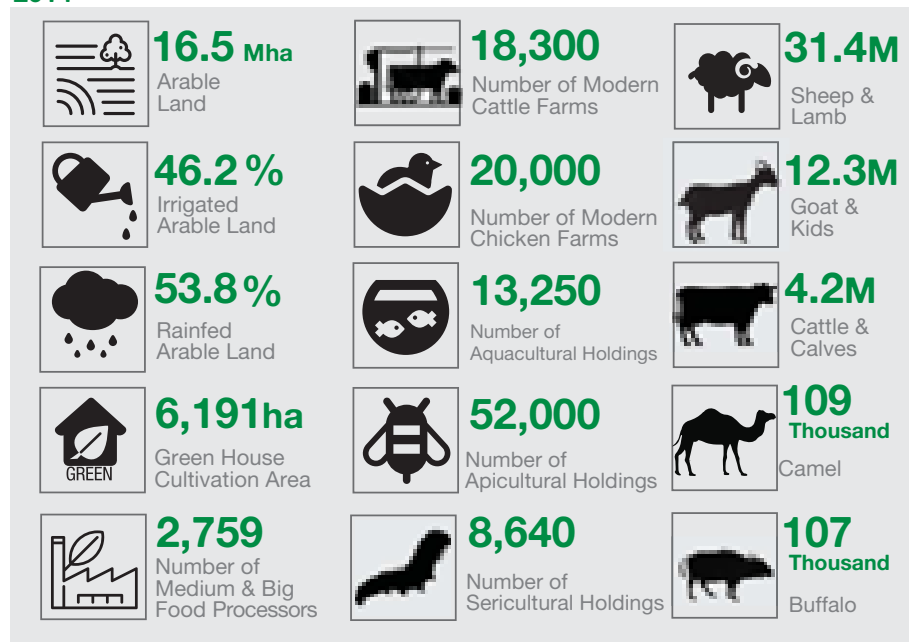 16.5 Mha
Arable
Land
18,300
Number of Modern
Cattle Farms
31.4M
Sheep &
Lamb
46.2 %
Irrigated
Arable Land
20,000
Number of Modern
Chicken Farms
12.3M
Goat &
Kids
53.8 %
Rainfed
Arable Land
13,250
Number of
Aquacultural Holdings
4.2M
Cattle &
Calves
GREEN
6,191ha
Green House
Cultivation Area
52,000
Number of
Apicultural Holdings
109
Thousand
Camel
2,759
Number of
Medium & Big
Food Processors
8,640
Number of
Sericultural Holdings
107
Thousand
Buffalo